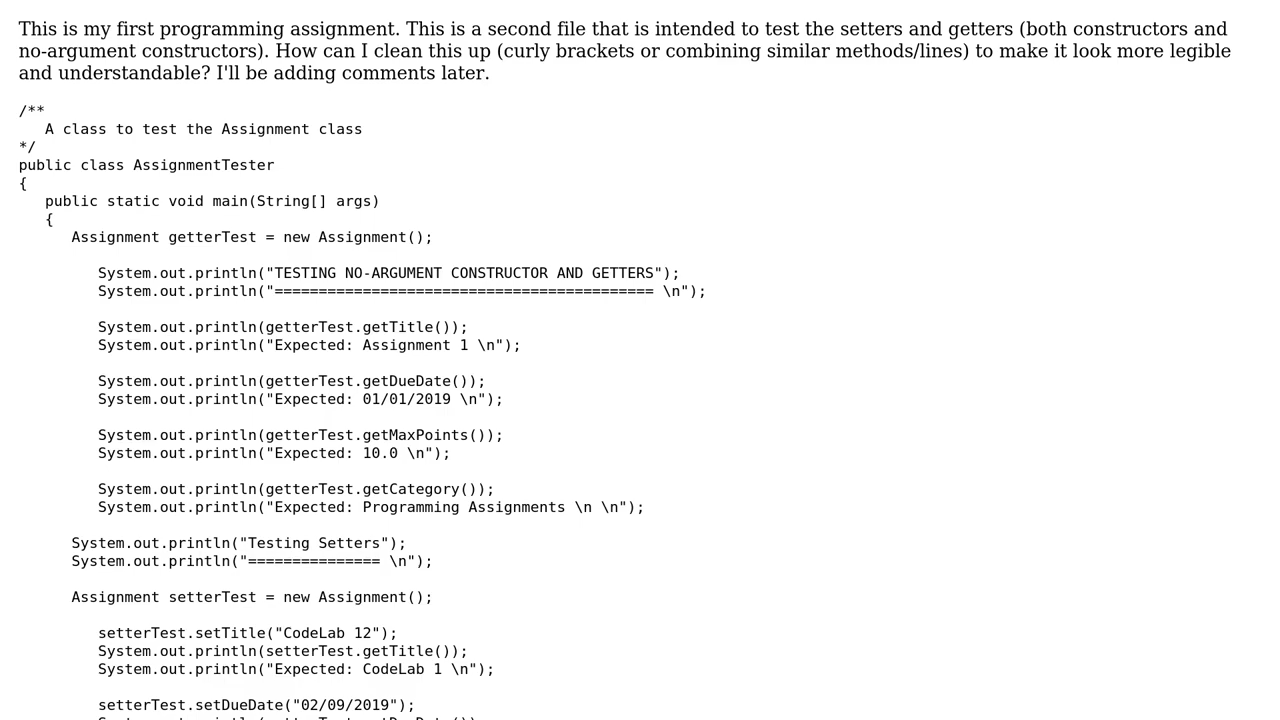 This is my first programming assignment. This is a second file that is intended to test the setters and getters (both constructors and
no-argument constructors). How can I clean this up (curly brackets or combining similar methods/lines) to make it look more legible
and understandable? I'll be adding comments later.
/**
   A class to test the Assignment class
*/
public class AssignmentTester
{
   public static void main(String[] args)
   {
      Assignment getterTest = new Assignment();
         System.out.println("TESTING NO-ARGUMENT CONSTRUCTOR AND GETTERS");
         System.out.println("=========================================== \n");
         System.out.println(getterTest.getTitle());
         System.out.println("Expected: Assignment 1 \n");
         System.out.println(getterTest.getDueDate());
         System.out.println("Expected: 01/01/2019 \n");
         System.out.println(getterTest.getMaxPoints());
         System.out.println("Expected: 10.0 \n");
         System.out.println(getterTest.getCategory());
         System.out.println("Expected: Programming Assignments \n \n");
      System.out.println("Testing Setters");
      System.out.println("=============== \n");
      Assignment setterTest = new Assignment();
         setterTest.setTitle("CodeLab 12");
         System.out.println(setterTest.getTitle());
         System.out.println("Expected: CodeLab 1 \n");
         setterTest.setDueDate("02/09/2019");